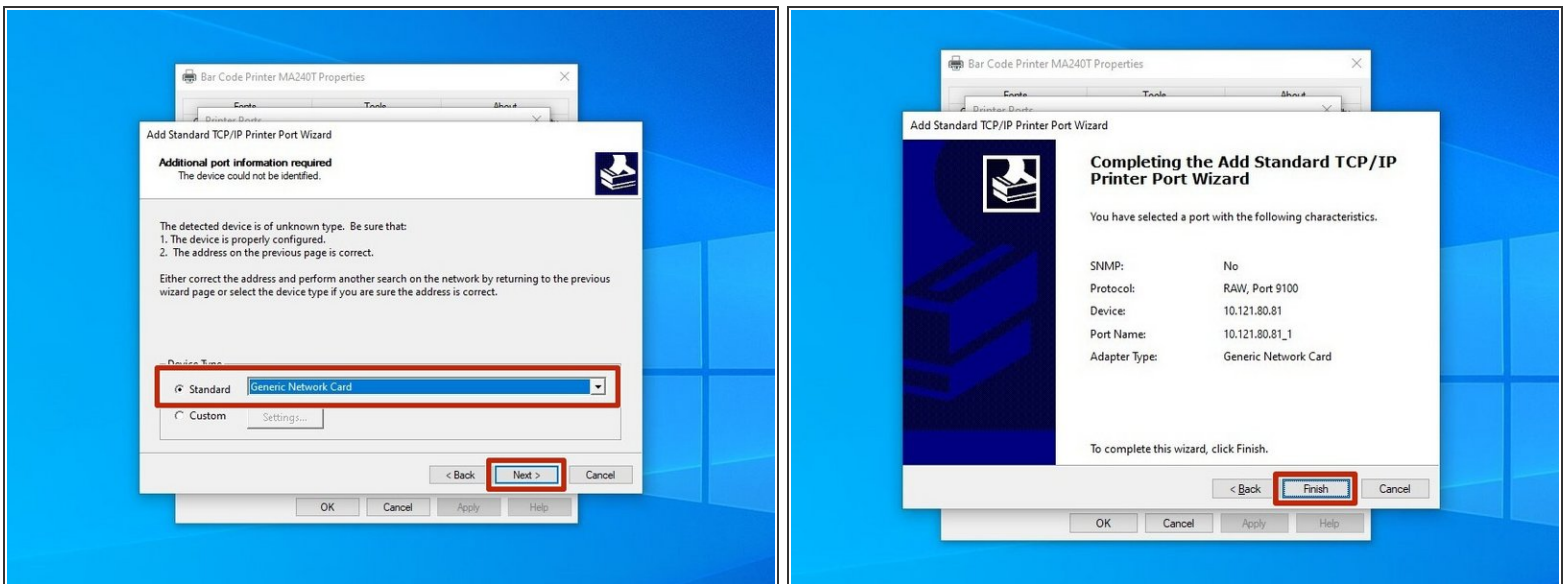 Bar Code Printer MA240T Properties
Fonts Tools About
Printer Ports
Add Standard TCP/IP Printer Port Wizard
Additional port information required
The device could not be identified.
The detected device is of unknown type. Be sure that:
1. The device is properly configured.
2. The address on the previous page is correct.
Either correct the address and perform another search on the network by returning to the previous
wizard page or select the device type if you are sure the address is correct.
Device Type
Standard Generic Network Card
Custom Settings...
< Back Next > Cancel
OK Cancel Apply Help
Bar Code Printer MA240T Properties
Fonts Tools About
Printer Ports
Add Standard TCP/IP Printer Port Wizard
Completing the Add Standard TCP/IP
Printer Port Wizard
You have selected a port with the following characteristics.
SNMP: No
Protocol: RAW, Port 9100
Device: 10.121.80.81
Port Name: 10.121.80.81_1
Adapter Type: Generic Network Card
To complete this wizard, click Finish.
< Back Finish Cancel
OK Cancel Apply Help